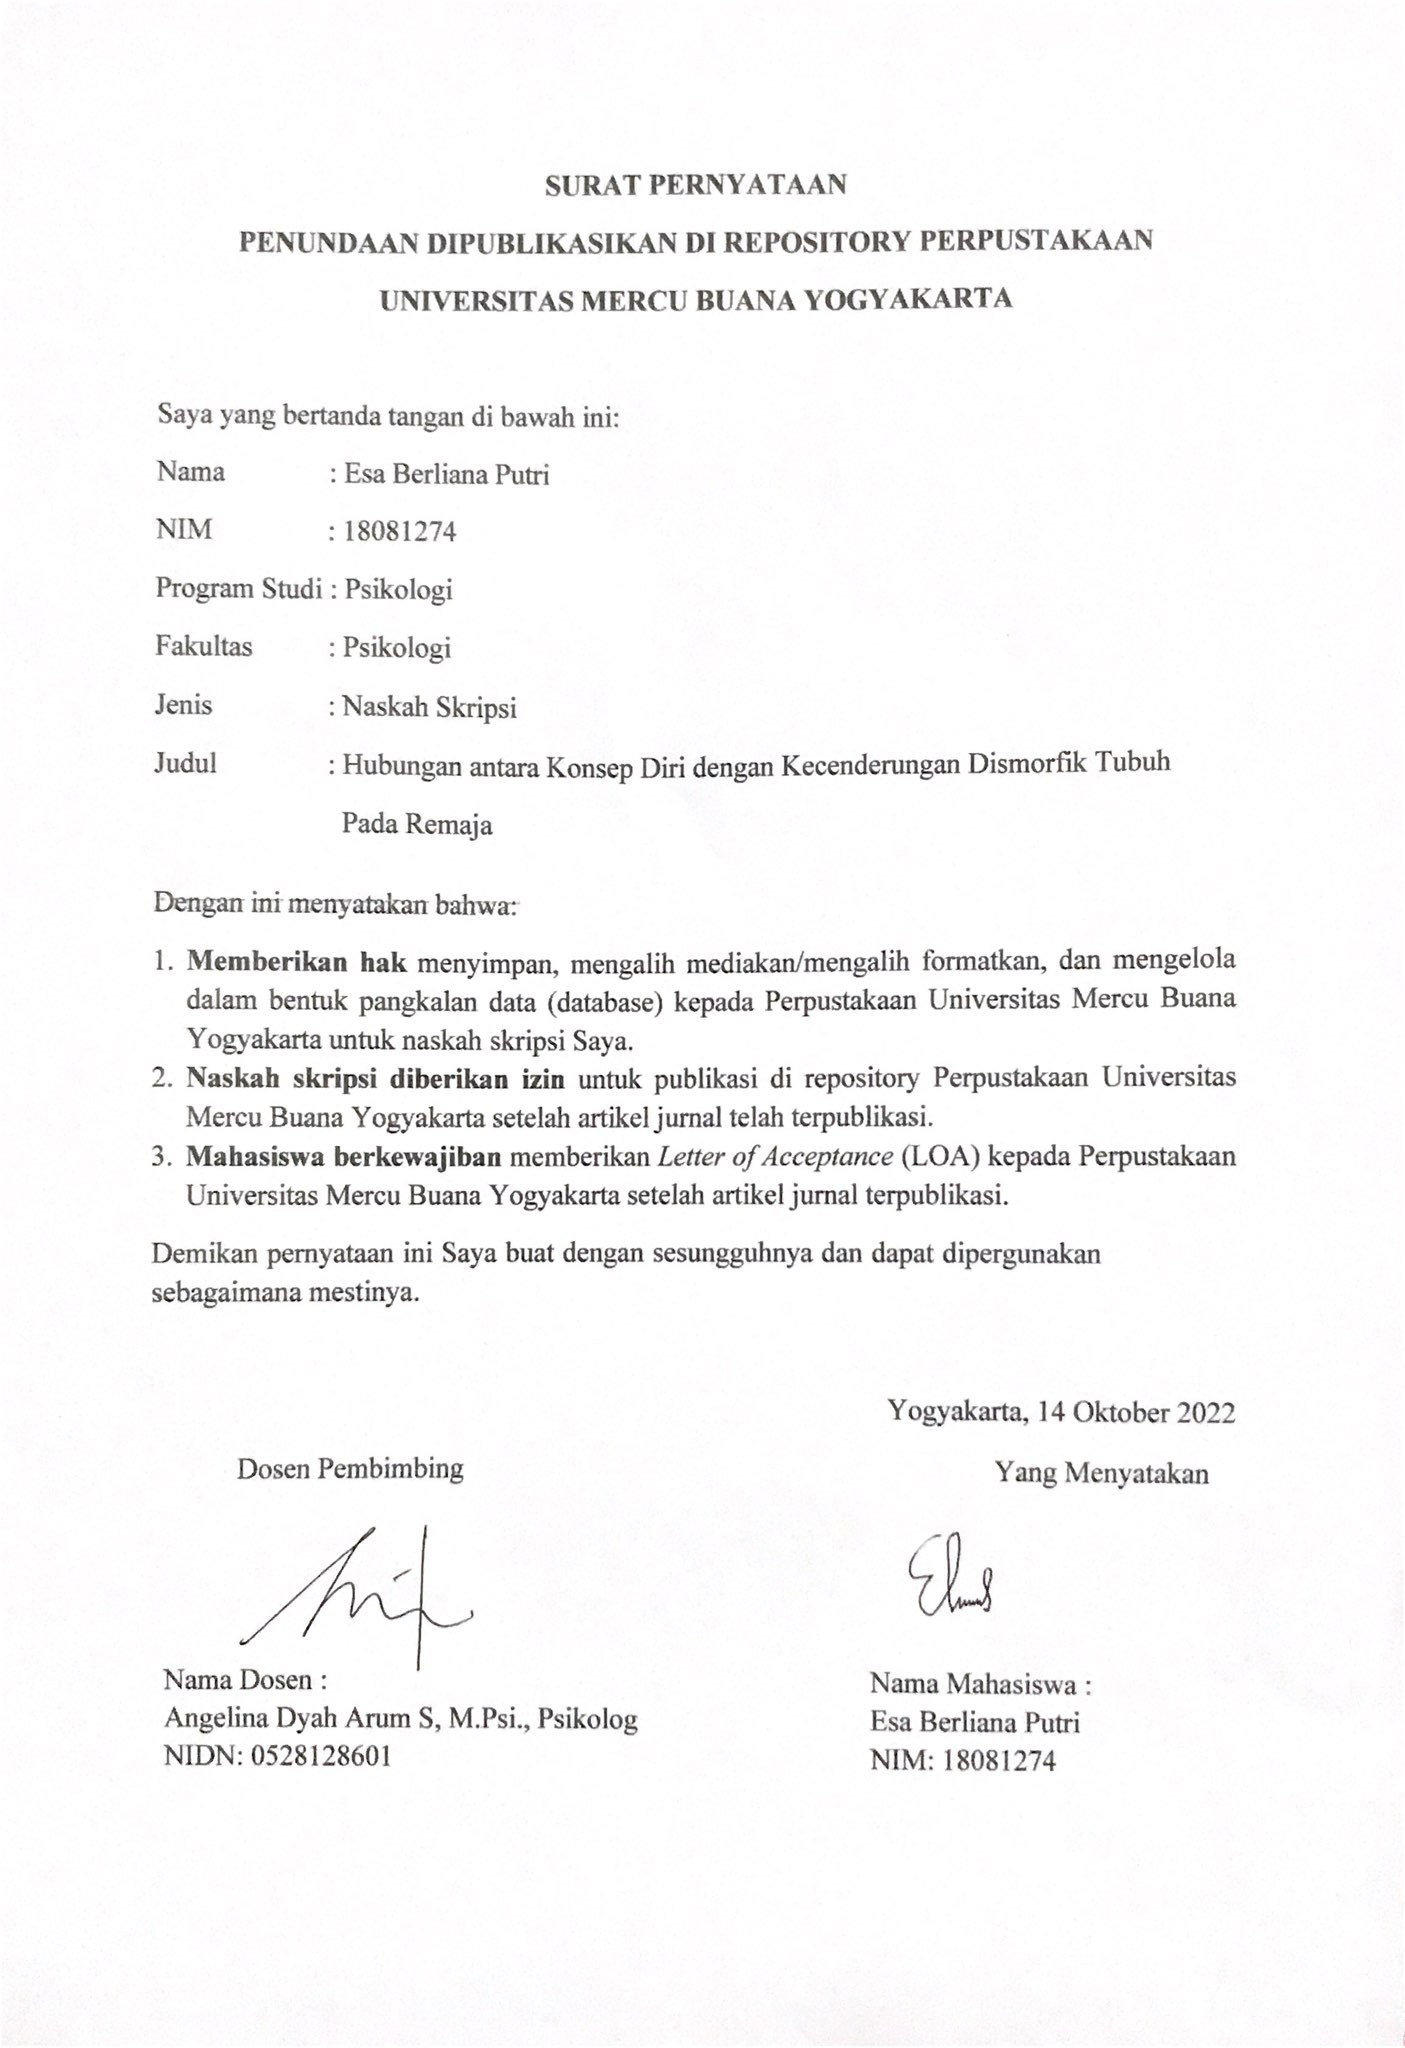 SURAT PERNYATAAN
PENUNDAAN DIPUBLIKASIKAN DI REPOSITORY PERPUSTAKAAN
UNIVERSITAS MERCU BUANA YOGYAKARTA
Saya yang bertanda tangan di bawah ini:
Nama : Esa Berliana Putri
NIM : 18081274
Program Studi : Psikologi
Fakultas : Psikologi
Jenis : Naskah Skripsi
Judul : Hubungan antara Konsep Diri dengan Kecenderungan Dismorfik Tubuh
Pada Remaja
Dengan ini menyatakan bahwa:
1. Memberikan hak menyimpan, mengalih mediakan/mengalih formatkan, dan mengelola
dalam bentuk pangkalan data (database) kepada Perpustakaan Universitas Mercu Buana
Yogyakarta untuk naskah skripsi Saya.
2. Naskah skripsi diberikan izin untuk publikasi di repository Perpustakaan Universitas
Mercu Buana Yogyakarta setelah artikel jurnal telah terpublikasi.
3. Mahasiswa berkewajiban memberikan Letter of Acceptance (LOA) kepada Perpustakaan
Universitas Mercu Buana Yogyakarta setelah artikel jurnal terpublikasi.
Demikan pernyataan ini Saya buat dengan sesungguhnya dan dapat dipergunakan
sebagaimana mestinya.
Yogyakarta, 14 Oktober 2022
Dosen Pembimbing
Yang Menyatakan
Nama Dosen :
Angelina Dyah Arum S, M.Psi., Psikolog
NIDN: 0528128601
Nama Mahasiswa :
Esa Berliana Putri
NIM: 18081274